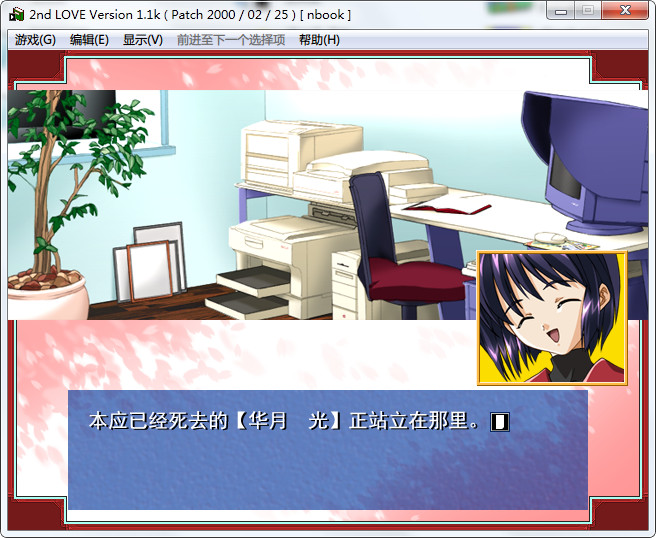 2nd LOVE Version 1.1k ( Patch 2000 / 02 / 25 ) [ nbook ]
游戏(G) 编辑(E) 显示(V) 前进至下一个选择项 帮助(H)
本应已经死去的【华月　光】正站立在那里。